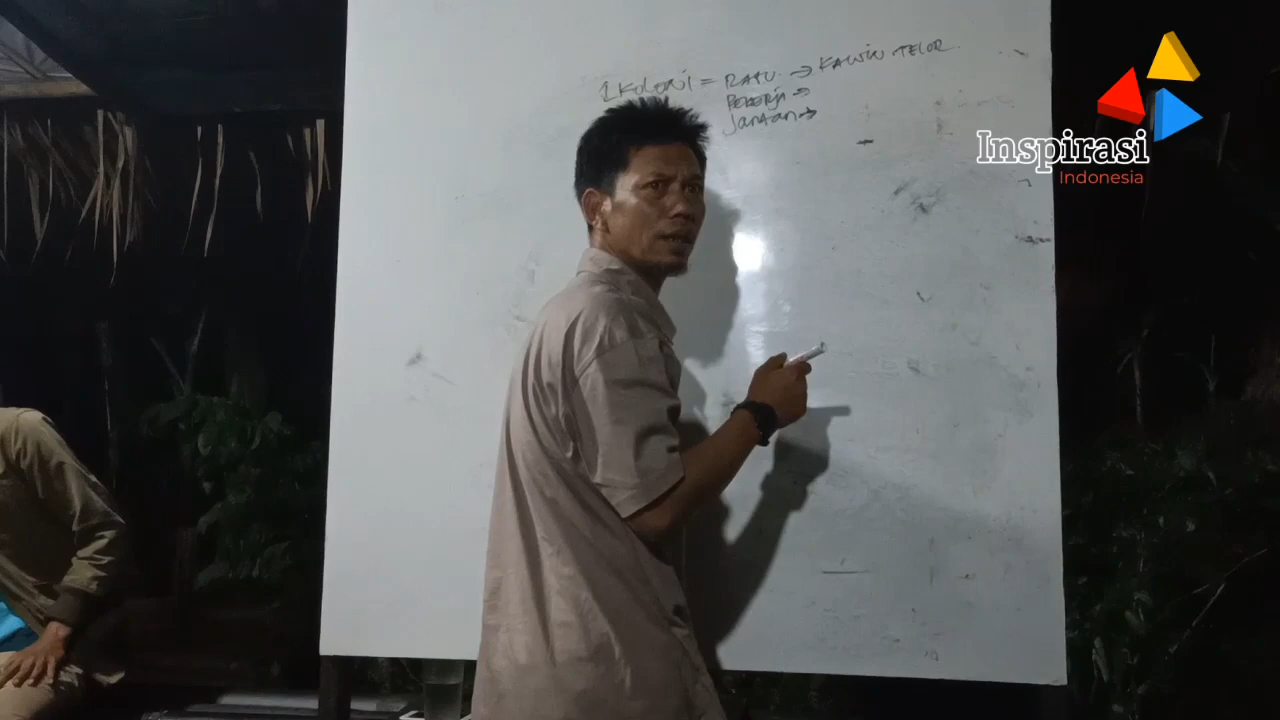 1 Koloni = RATU → KAWIN TELOR
PEKERJA →
JANTAN →
Inspirasi
Indonesia